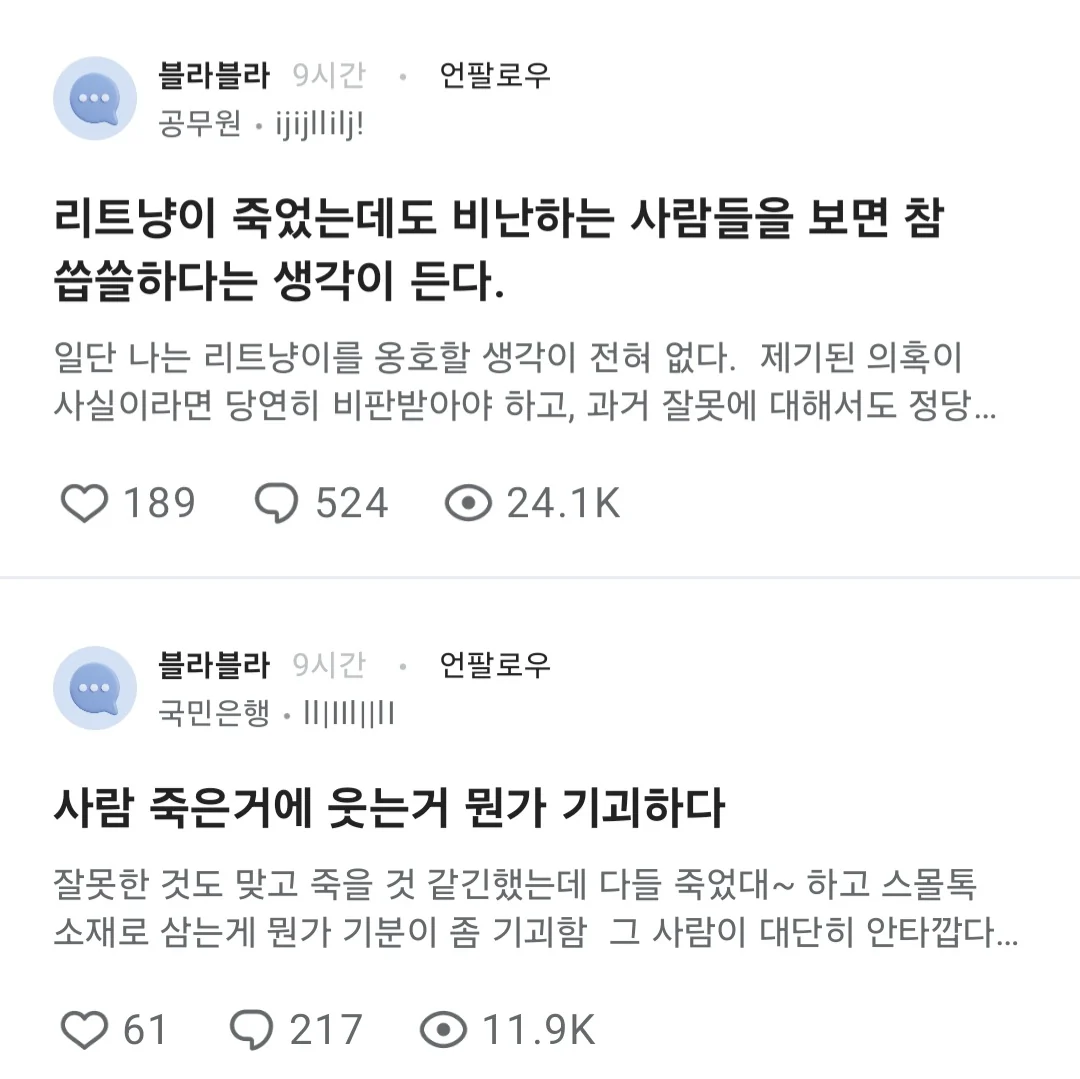 블라블라 9시간 • 언팔로우
공무원 • ijijllilj!
리트냥이 죽었는데도 비난하는 사람들을 보면 참
씁쓸하다는 생각이 든다.
일단 나는 리트냥이를 옹호할 생각이 전혀 없다. 제기된 의혹이
사실이라면 당연히 비판받아야 하고, 과거 잘못에 대해서도 정당...
189 524 24.1K
블라블라 9시간 • 언팔로우
국민은행 •
사람 죽은거에 웃는거 뭔가 기괴하다
잘못한 것도 맞고 죽을 것 같긴했는데 다들 죽었대~ 하고 스몰톡
소재로 삼는게 뭔가 기분이 좀 기괴함 그 사람이 대단히 안타깝다...
61 217 11.9K